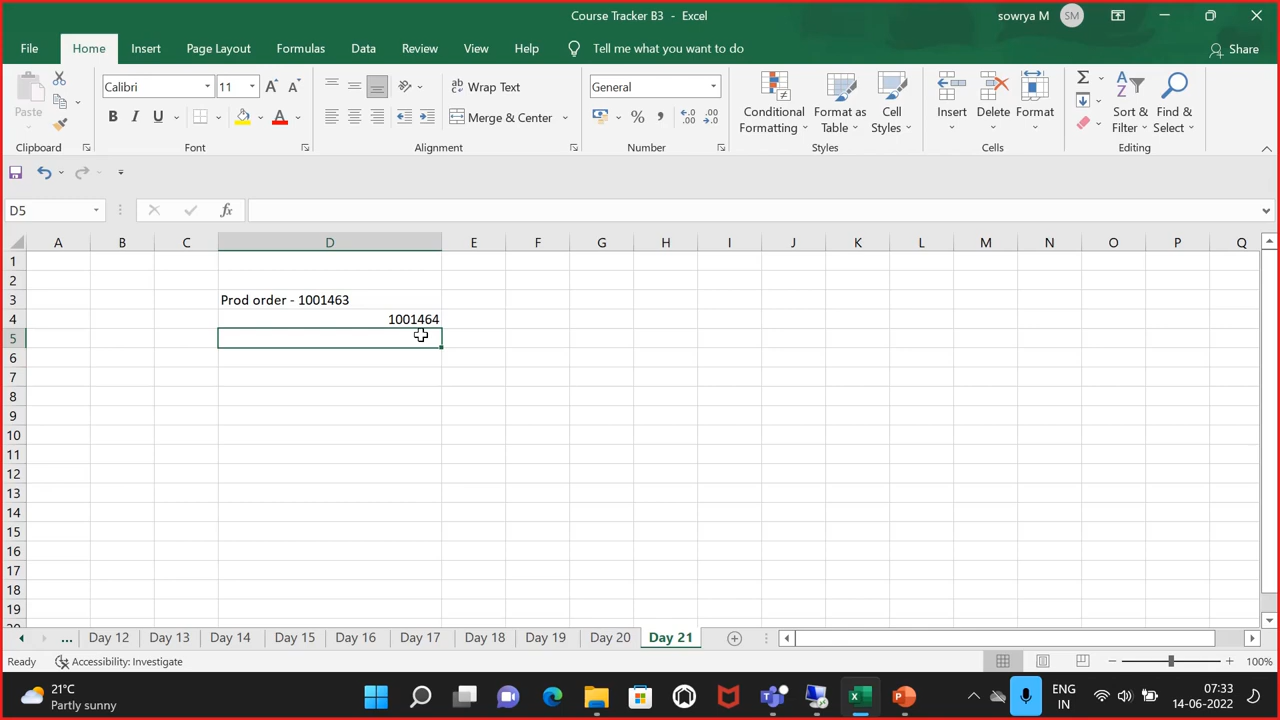 Course Tracker B3 - Excel
sowrya M
SM
File Home Insert Page Layout Formulas Data Review View Help Tell me what you want to do Share
Paste
Clipboard
Calibri 11
B I U
Font
Wrap Text
Merge & Center
Alignment
General
%
Number
Conditional Formatting
Format as Table
Cell Styles
Styles
Insert
Delete
Format
Cells
Sort & Filter
Find & Select
Editing
D5
fx
A B C D E F G H I J K L M N O P Q
1
2
3 Prod order - 1001463
4 1001464
5
6
7
8
9
10
11
12
13
14
15
16
17
18
19
... Day 12 Day 13 Day 14 Day 15 Day 16 Day 17 Day 18 Day 19 Day 20 Day 21
Ready Accessibility: Investigate 100%
21°C
Partly sunny
ENG
IN
07:33
14-06-2022